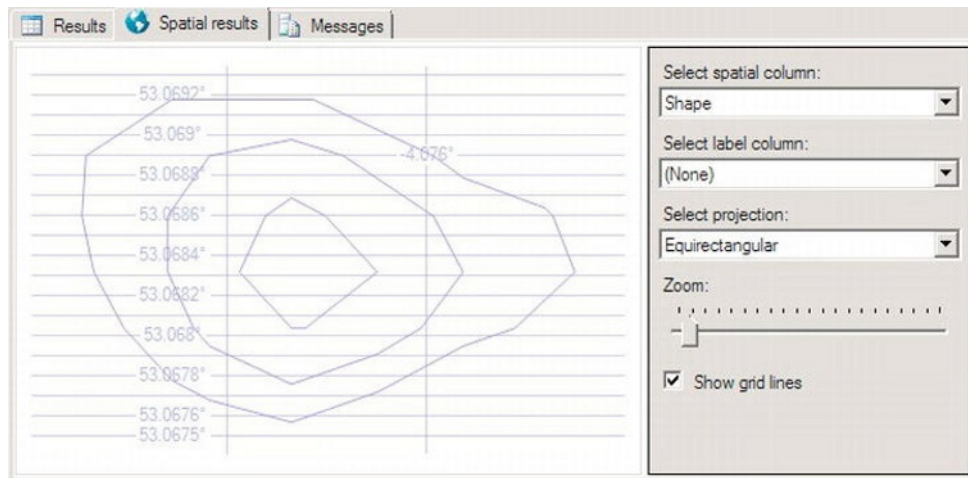 Results Spatial results Messages
53.0692°
53.069°
-4.076°
53.0688°
53.0686°
53.0684°
53.0682°
53.068°
53.0678°
53.0676°
53.0675°
Select spatial column:
Shape
Select label column:
(None)
Select projection:
Equirectangular
Zoom:
Show grid lines